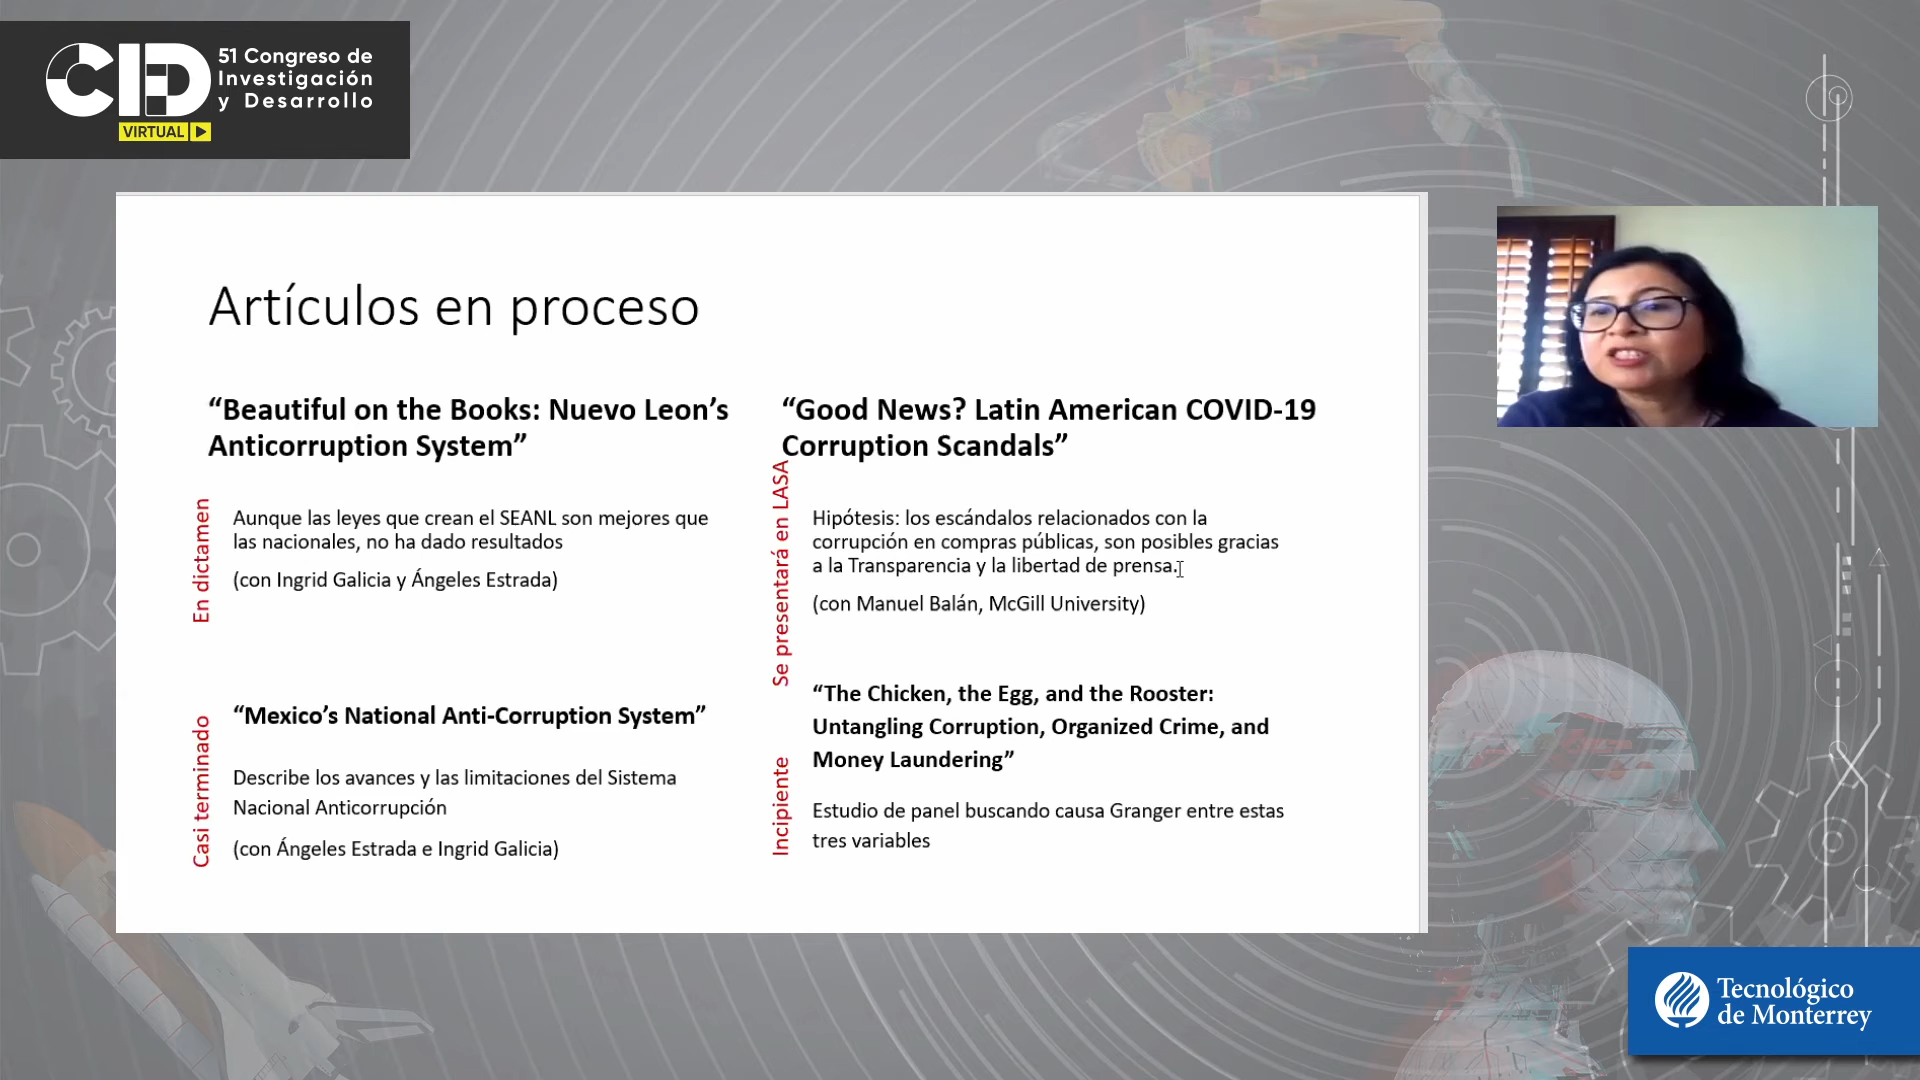 CID
51 Congreso de
Investigación
y Desarrollo
VIRTUAL
Artículos en proceso
“Beautiful on the Books: Nuevo Leon’s
Anticorruption System”
En dictamen
Aunque las leyes que crean el SEANL son mejores que
las nacionales, no ha dado resultados
(con Ingrid Galicia y Ángeles Estrada)
Casi terminado
“Mexico’s National Anti-Corruption System”
Describe los avances y las limitaciones del Sistema
Nacional Anticorrupción
(con Ángeles Estrada e Ingrid Galicia)
“Good News? Latin American COVID-19
Corruption Scandals”
Se presentará en LASA
Hipótesis: los escándalos relacionados con la
corrupción en compras públicas, son posibles gracias
a la Transparencia y la libertad de prensa.
(con Manuel Balán, McGill University)
“The Chicken, the Egg, and the Rooster:
Untangling Corruption, Organized Crime, and
Money Laundering”
Incipiente
Estudio de panel buscando causa Granger entre estas
tres variables
Tecnológico
de Monterrey